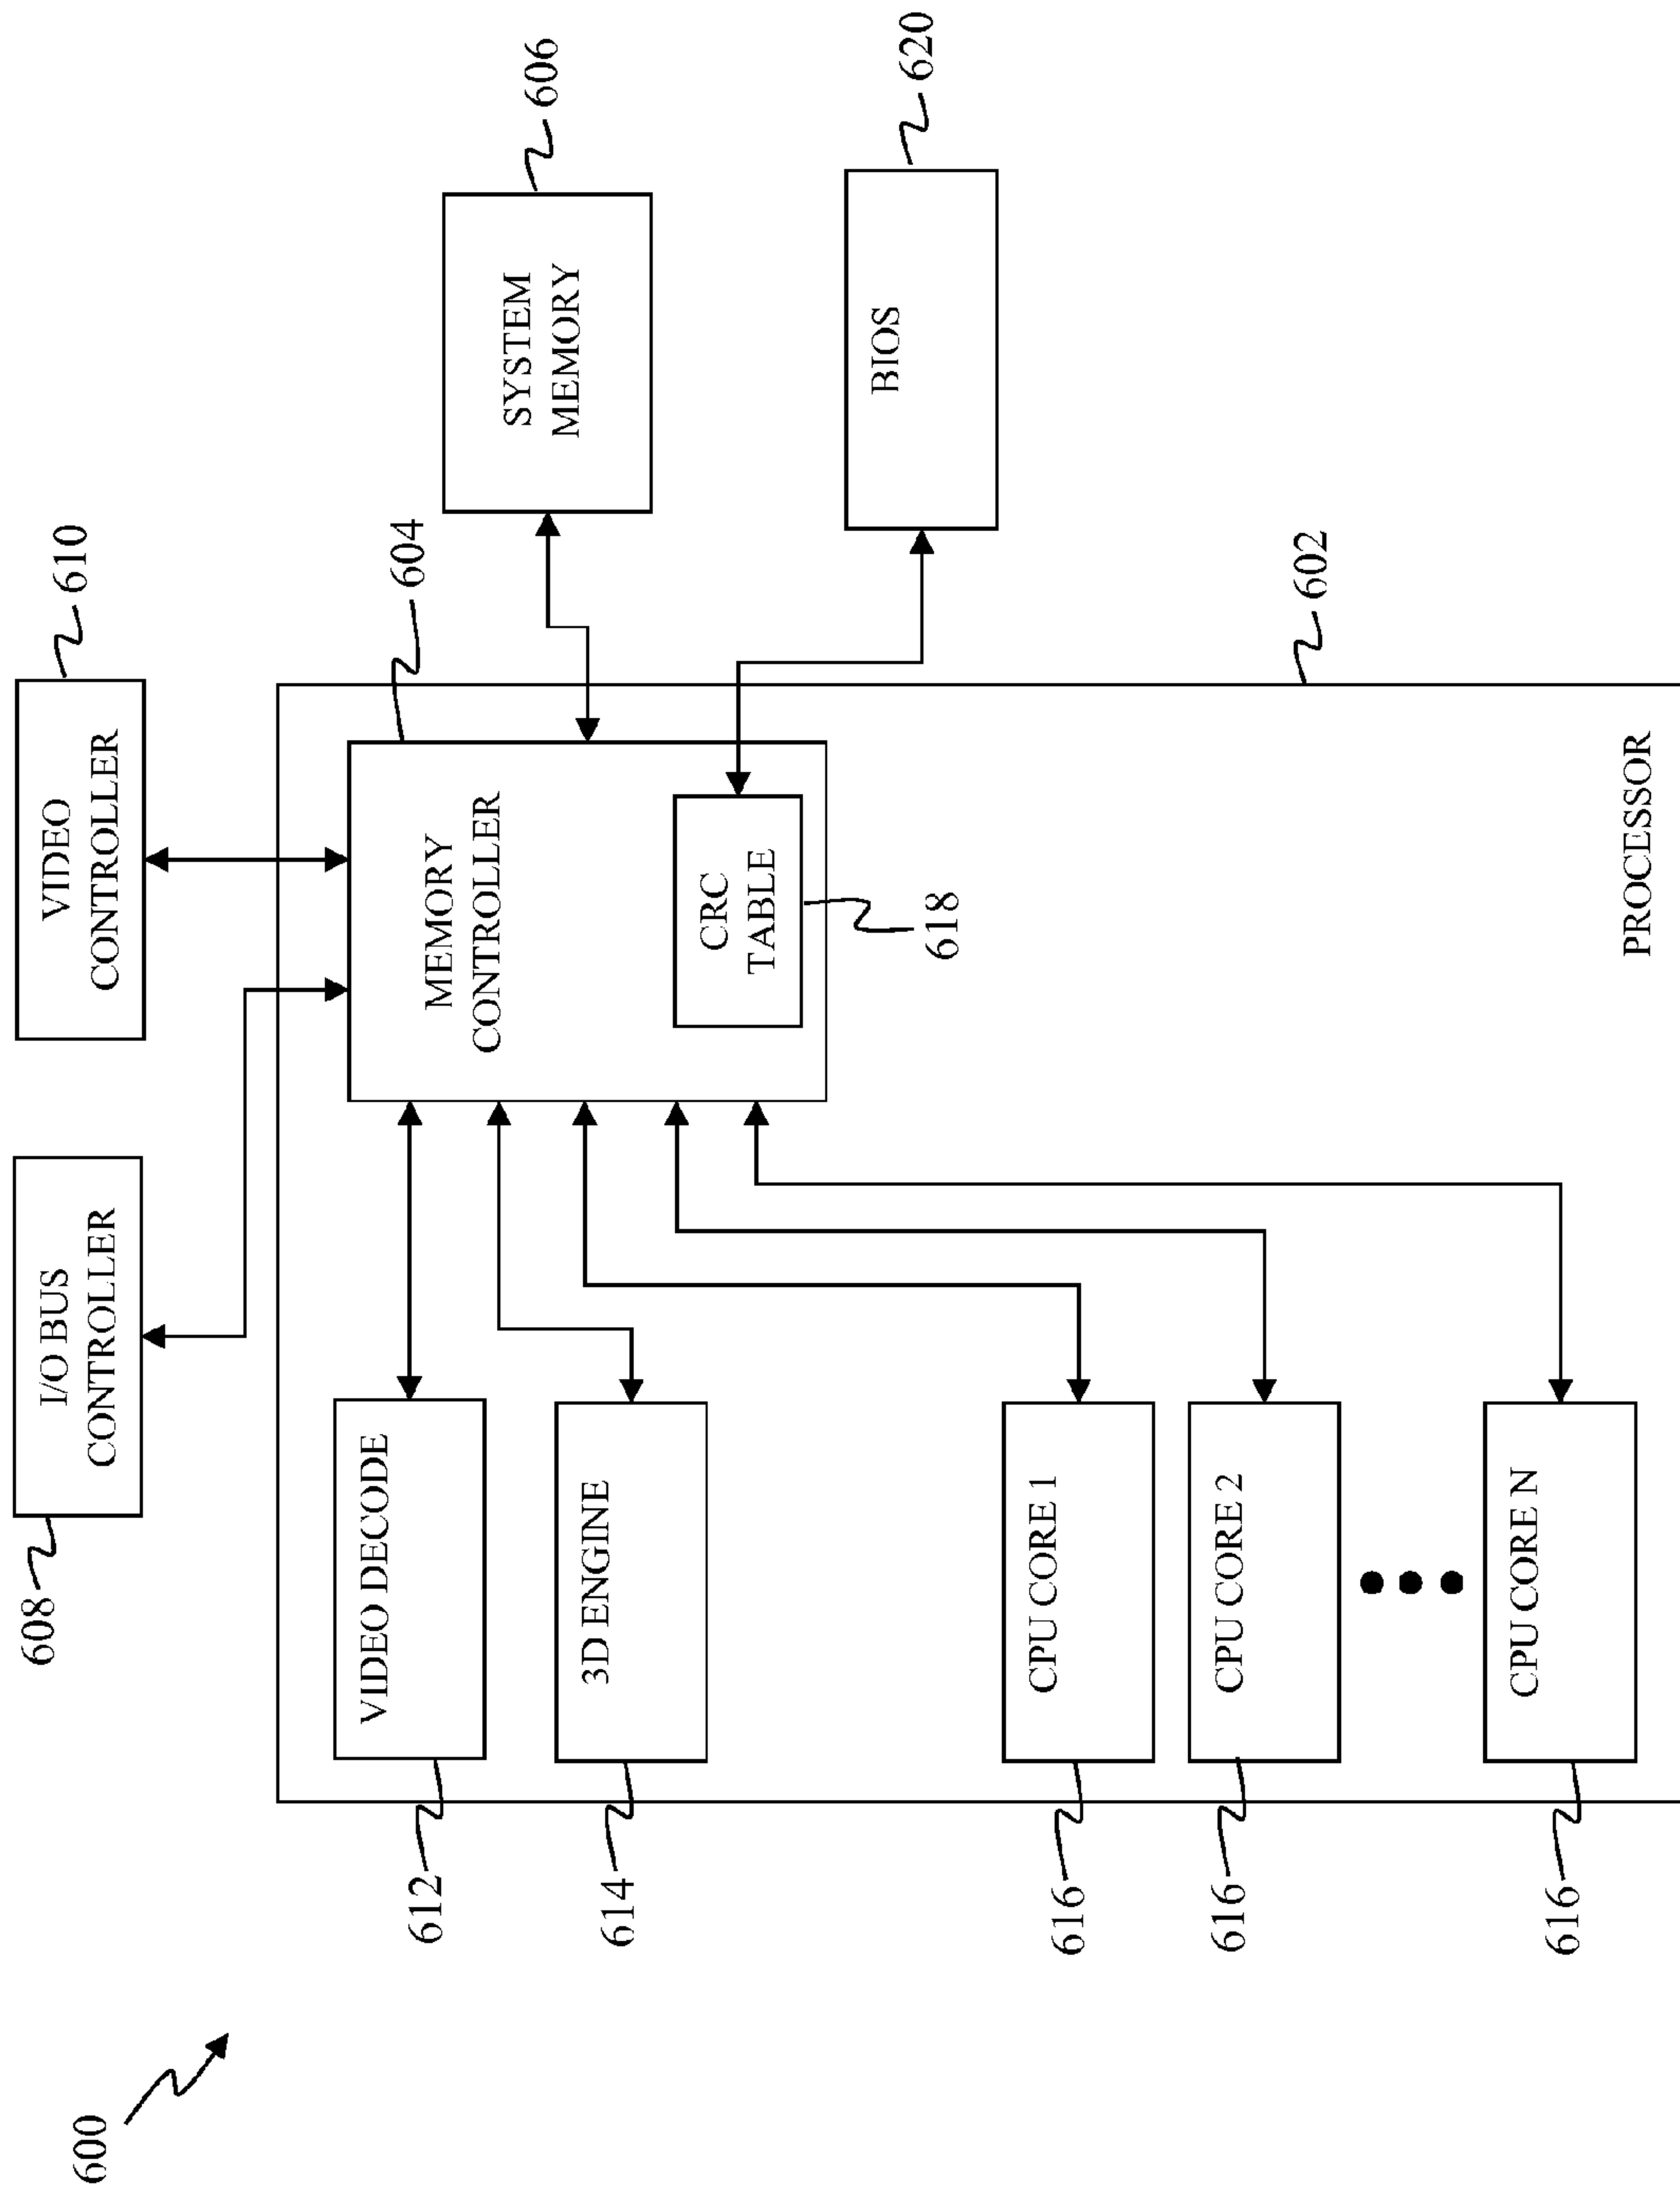 600
608
I/O BUS
CONTROLLER
VIDEO
CONTROLLER
610
612
VIDEO DECODE
MEMORY
CONTROLLER
604
SYSTEM
MEMORY
606
614
3D ENGINE
CRC
TABLE
618
BIOS
620
616
CPU CORE 1
616
CPU CORE 2
616
CPU CORE N
PROCESSOR
602